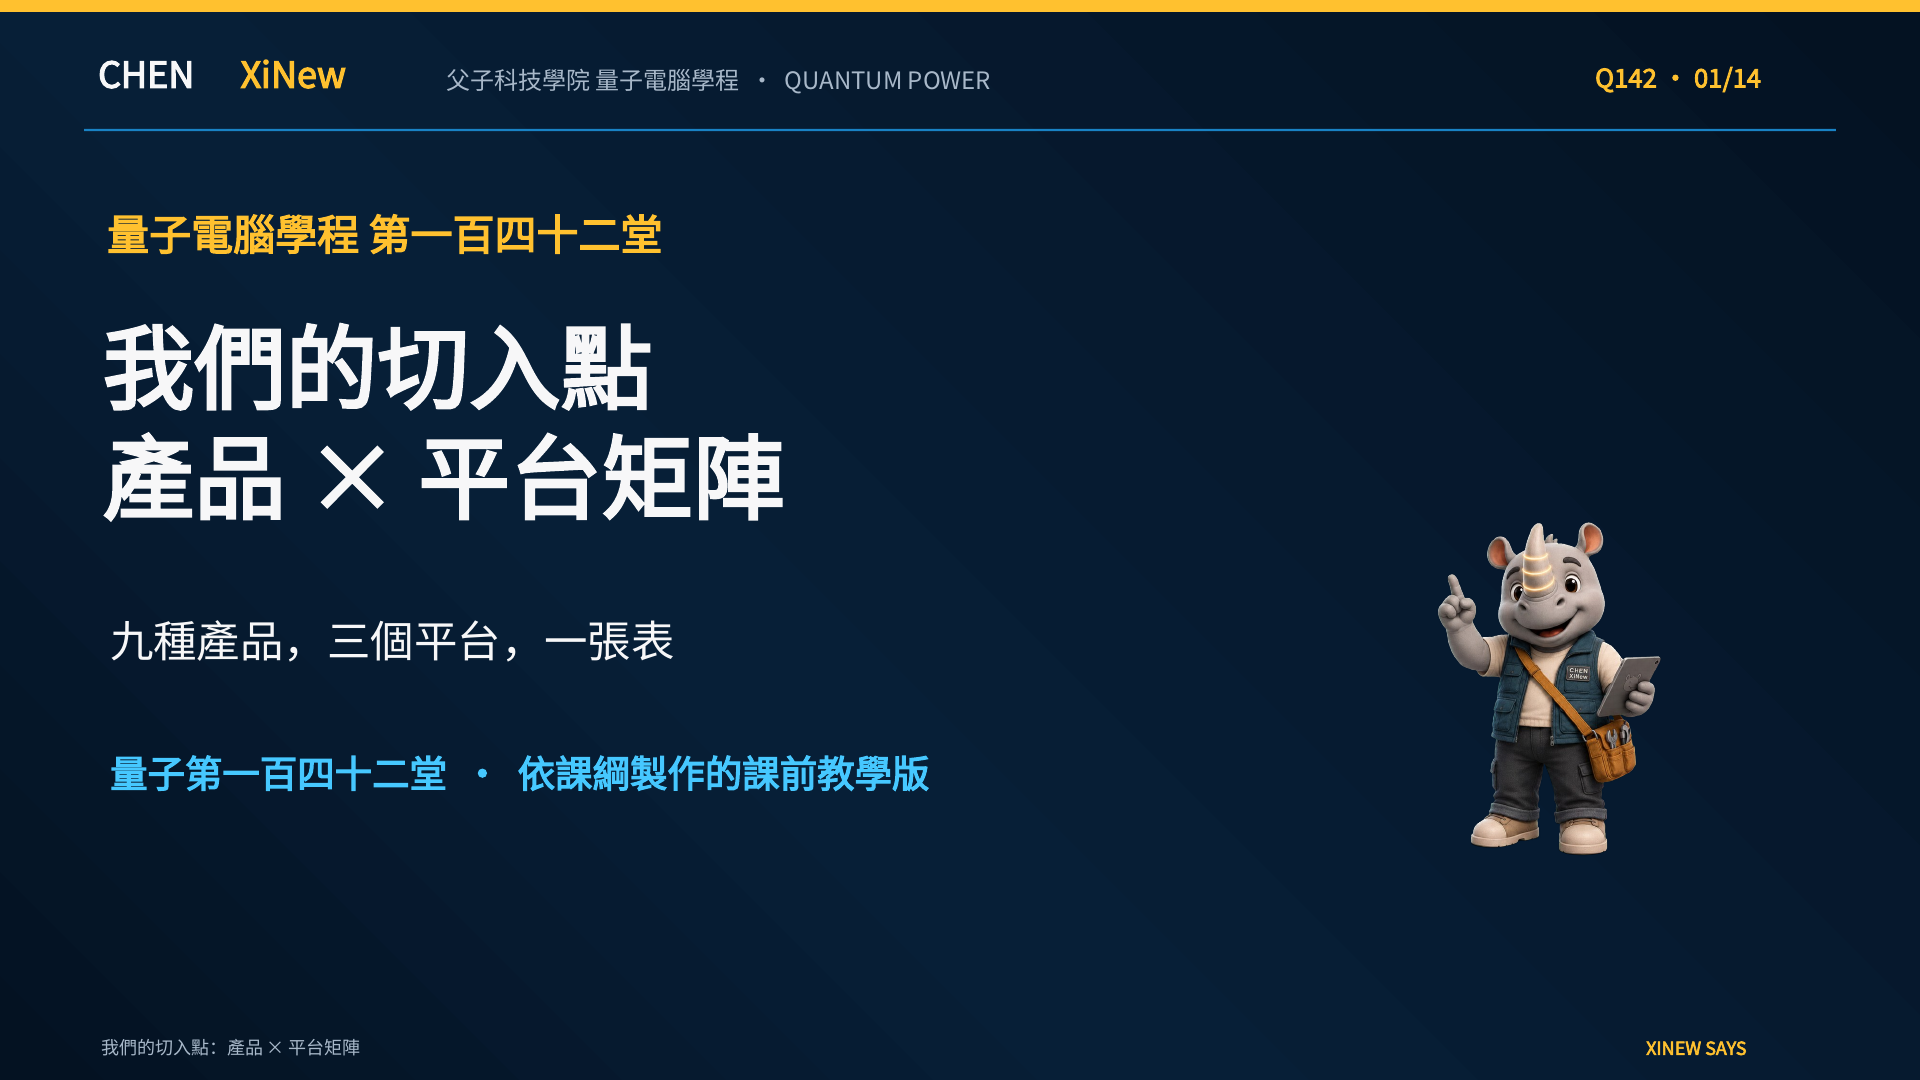 CHEN XiNew 父子科技學院 量子電腦學程 · QUANTUM POWER Q142 · 01/14
量子電腦學程 第一百四十二堂
我們的切入點
產品 × 平台矩陣
九種產品，三個平台，一張表
CHEN
XiNew
量子第一百四十二堂 · 依課綱製作的課前教學版
我們的切入點：產品 × 平台矩陣 XINEW SAYS